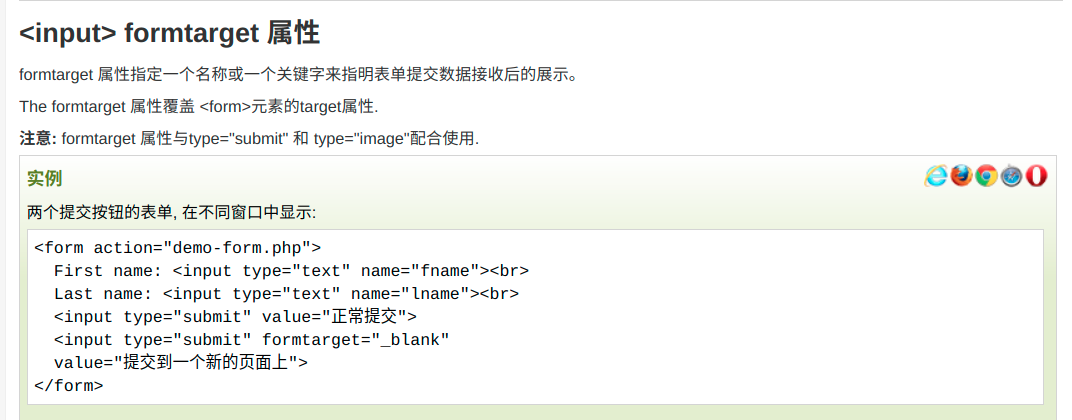 <input> formtarget 属性
formtarget 属性指定一个名称或一个关键字来指明表单提交数据接收后的展示。
The formtarget 属性覆盖 <form>元素的target属性.
注意: formtarget 属性与type="submit" 和 type="image"配合使用.
实例
两个提交按钮的表单, 在不同窗口中显示:
<form action="demo-form.php">
  First name: <input type="text" name="fname"><br>
  Last name: <input type="text" name="lname"><br>
  <input type="submit" value="正常提交">
  <input type="submit" formtarget="_blank"
  value="提交到一个新的页面上">
</form>